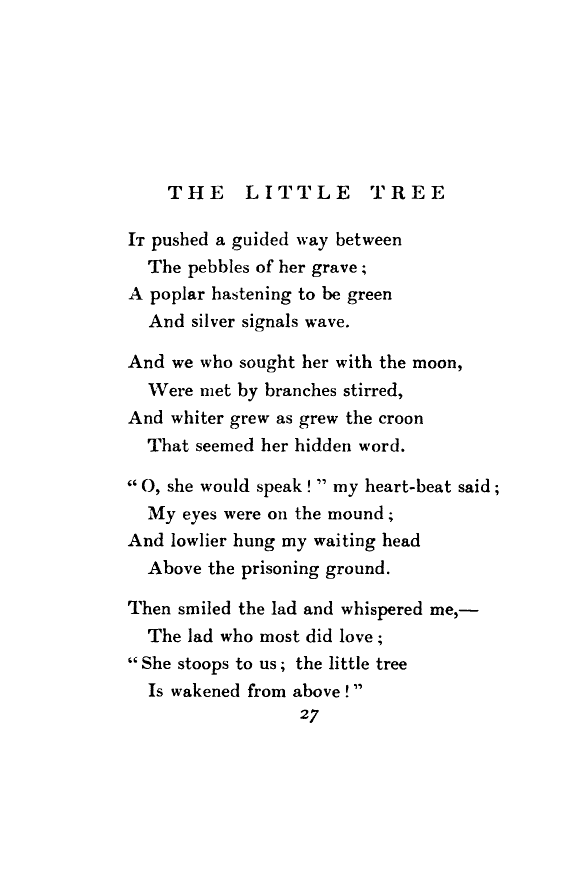 THE LITTLE TREE
IT pushed a guided way between
The pebbles of her grave;
A poplar hastening to be green
And silver signals wave.
And we who sought her with the moon,
Were met by branches stirred,
And whiter grew as grew the croon
That seemed her hidden word.
“O, she would speak!” my heart-beat said;
My eyes were on the mound;
And lowlier hung my waiting head
Above the prisoning ground.
Then smiled the lad and whispered me,—
The lad who most did love;
“She stoops to us; the little tree
Is wakened from above!”
27